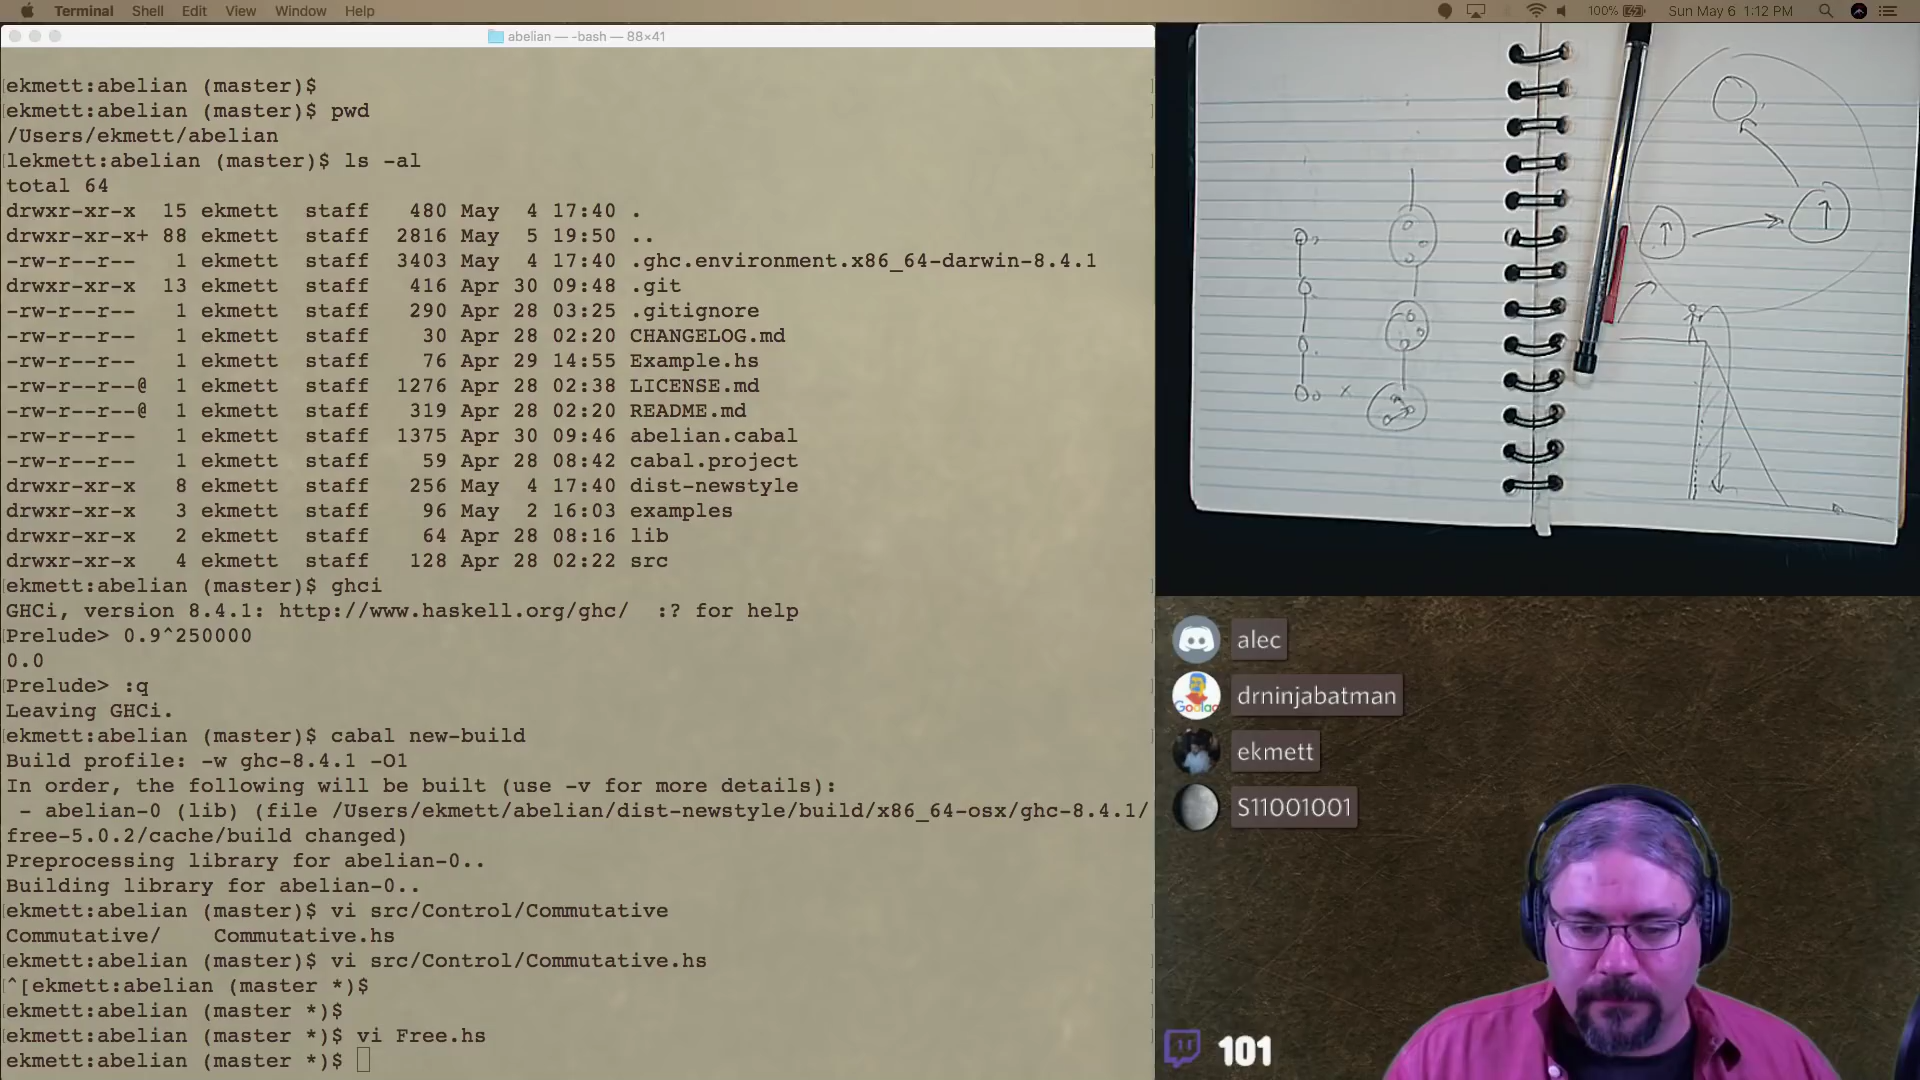 Terminal Shell Edit View Window Help 100% Sun May 6 1:12 PM
abelian — -bash — 88×41
ekmett:abelian (master)$
ekmett:abelian (master)$ pwd
/Users/ekmett/abelian
lekmett:abelian (master)$ ls -al
total 64
drwxr-xr-x 15 ekmett staff 480 May 4 17:40 .
drwxr-xr-x+ 88 ekmett staff 2816 May 5 19:50 ..
-rw-r--r-- 1 ekmett staff 3403 May 4 17:40 .ghc.environment.x86_64-darwin-8.4.1
drwxr-xr-x 13 ekmett staff 416 Apr 30 09:48 .git
-rw-r--r-- 1 ekmett staff 290 Apr 28 03:25 .gitignore
-rw-r--r-- 1 ekmett staff 30 Apr 28 02:20 CHANGELOG.md
-rw-r--r-- 1 ekmett staff 76 Apr 29 14:55 Example.hs
-rw-r--r--@ 1 ekmett staff 1276 Apr 28 02:38 LICENSE.md
-rw-r--r--@ 1 ekmett staff 319 Apr 28 02:20 README.md
-rw-r--r-- 1 ekmett staff 1375 Apr 30 09:46 abelian.cabal
-rw-r--r-- 1 ekmett staff 59 Apr 28 08:42 cabal.project
drwxr-xr-x 8 ekmett staff 256 May 4 17:40 dist-newstyle
drwxr-xr-x 3 ekmett staff 96 May 2 16:03 examples
drwxr-xr-x 2 ekmett staff 64 Apr 28 08:16 lib
drwxr-xr-x 4 ekmett staff 128 Apr 28 02:22 src
ekmett:abelian (master)$ ghci
GHCi, version 8.4.1: http://www.haskell.org/ghc/ :? for help
Prelude> 0.9^250000
0.0
Prelude> :q
Leaving GHCi.
ekmett:abelian (master)$ cabal new-build
Build profile: -w ghc-8.4.1 -O1
In order, the following will be built (use -v for more details):
- abelian-0 (lib) (file /Users/ekmett/abelian/dist-newstyle/build/x86_64-osx/ghc-8.4.1/
free-5.0.2/cache/build changed)
Preprocessing library for abelian-0..
Building library for abelian-0..
ekmett:abelian (master)$ vi src/Control/Commutative
Commutative/ Commutative.hs
ekmett:abelian (master)$ vi src/Control/Commutative.hs
^[ekmett:abelian (master *)$
ekmett:abelian (master *)$
ekmett:abelian (master *)$ vi Free.hs
ekmett:abelian (master *)$
alec
drninjabatman
ekmett
S11001001
101